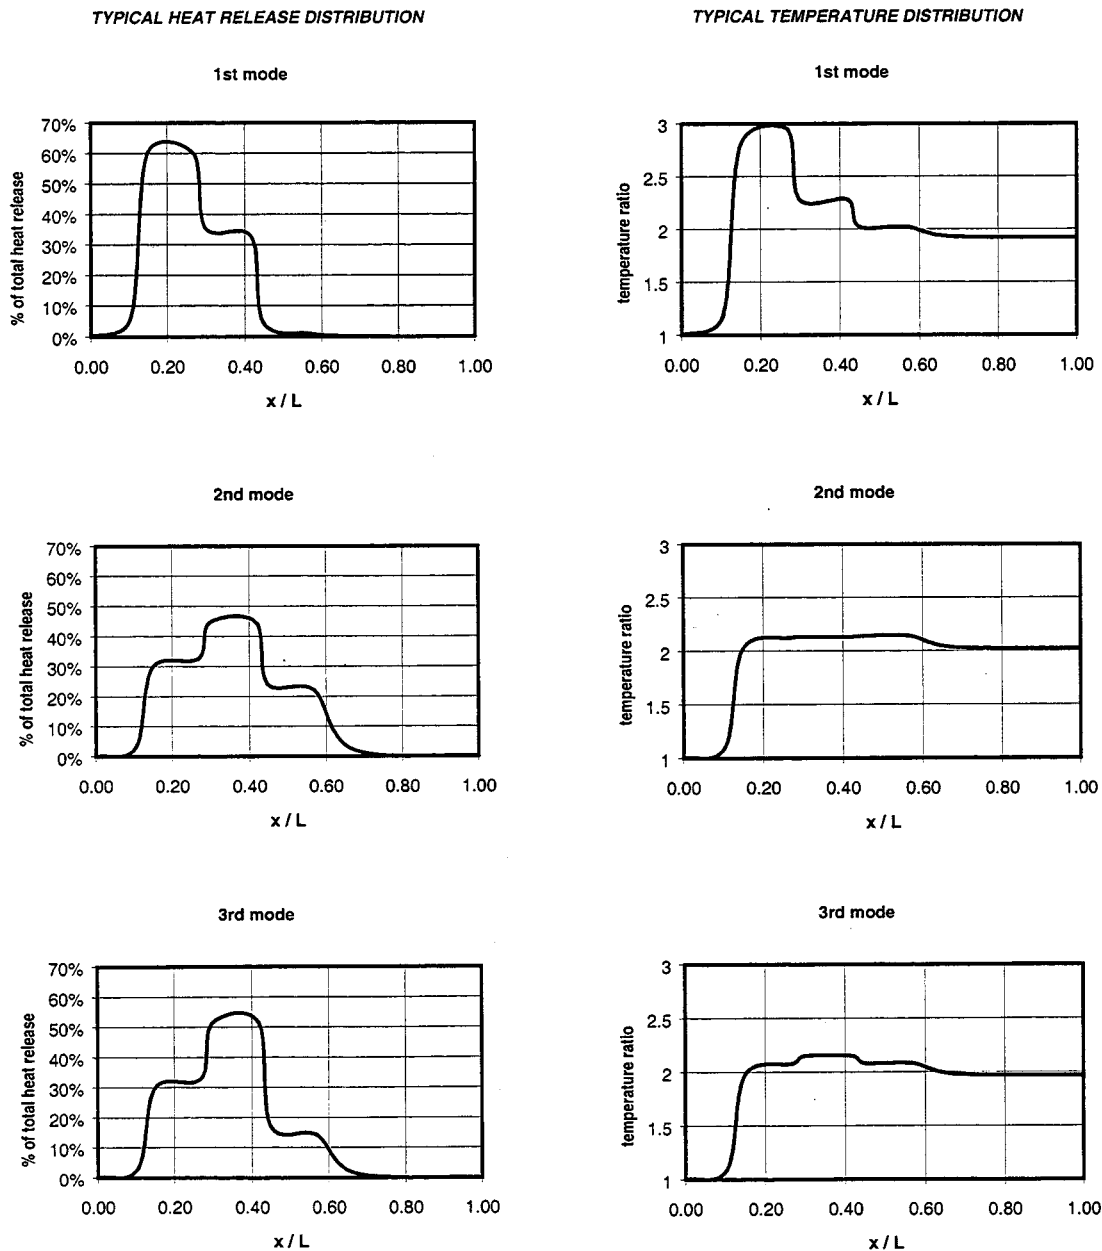 TYPICAL HEAT RELEASE DISTRIBUTION
TYPICAL TEMPERATURE DISTRIBUTION
1st mode
% of total heat release
70%
60%
50%
40%
30%
20%
10%
0%
0.00 0.20 0.40 0.60 0.80 1.00
x / L
1st mode
temperature ratio
3
2.5
2
1.5
1
0.00 0.20 0.40 0.60 0.80 1.00
x / L
2nd mode
% of total heat release
70%
60%
50%
40%
30%
20%
10%
0%
0.00 0.20 0.40 0.60 0.80 1.00
x / L
2nd mode
temperature ratio
3
2.5
2
1.5
1
0.00 0.20 0.40 0.60 0.80 1.00
x / L
3rd mode
% of total heat release
70%
60%
50%
40%
30%
20%
10%
0%
0.00 0.20 0.40 0.60 0.80 1.00
x / L
3rd mode
temperature ratio
3
2.5
2
1.5
1
0.00 0.20 0.40 0.60 0.80 1.00
x / L